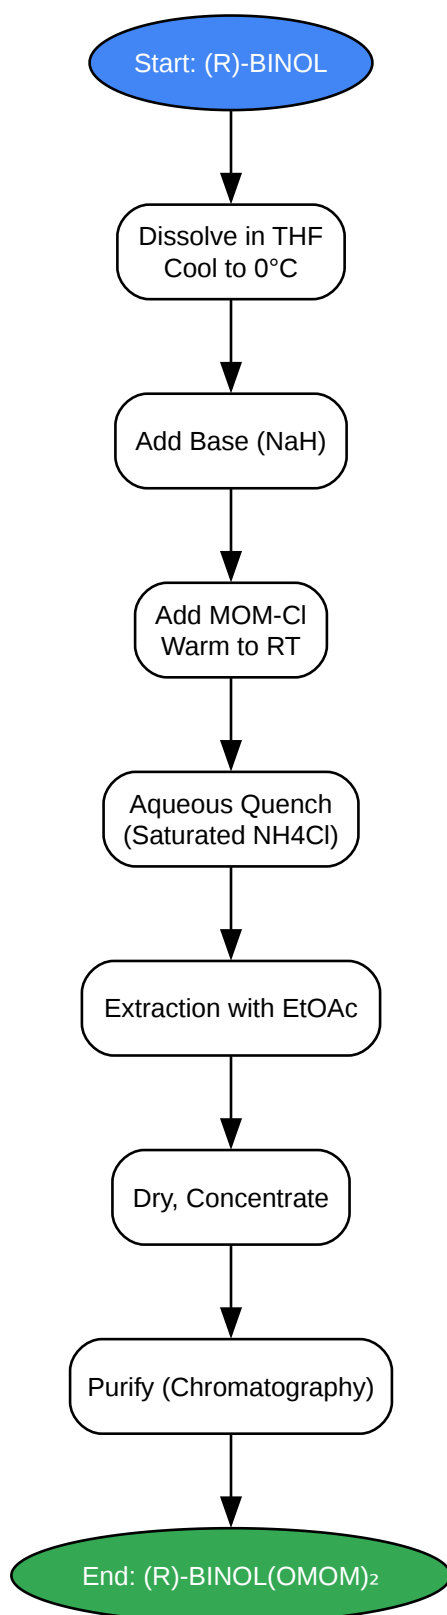 Start: (R)-BINOL
Dissolve in THF
Cool to 0°C
Add Base (NaH)
Add MOM-Cl
Warm to RT
Aqueous Quench
(Saturated NH4Cl)
Extraction with EtOAc
Dry, Concentrate
Purify (Chromatography)
End: (R)-BINOL(OMOM)₂